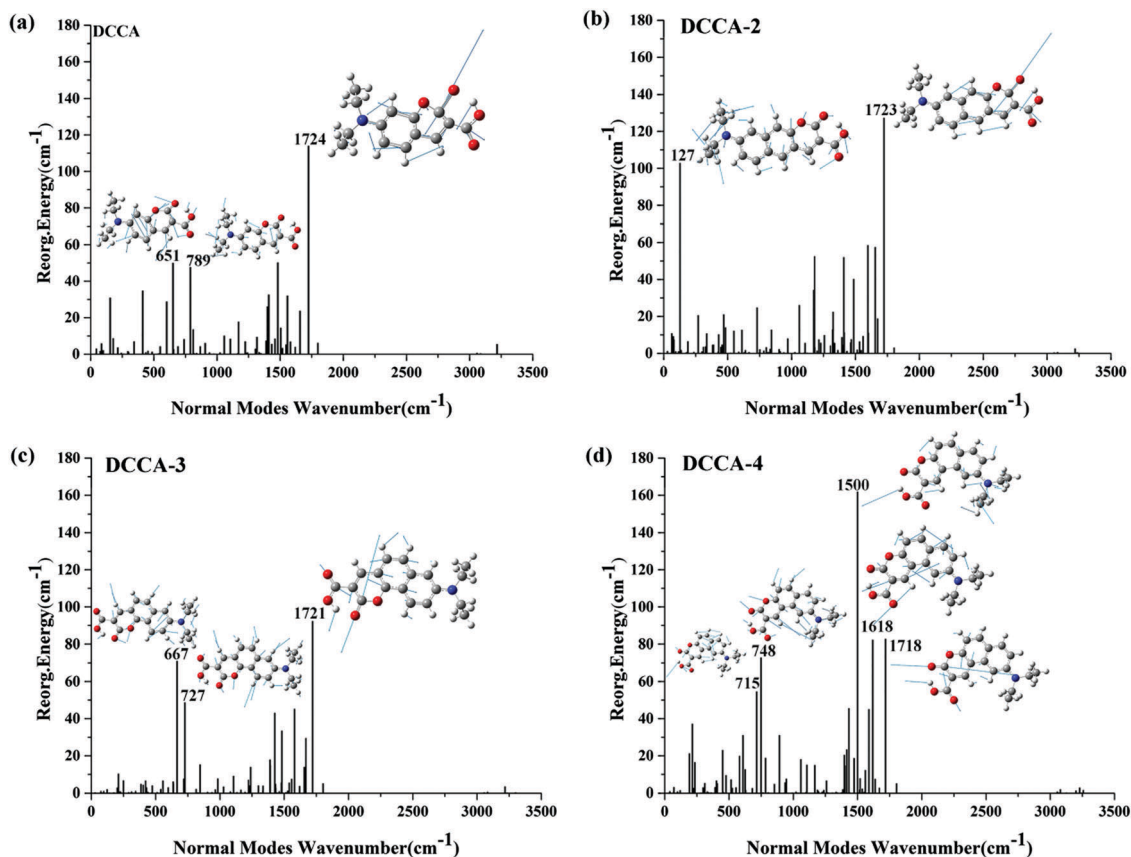 (a)
DCCA
180
160
140
120
100
80
60
40
20
0
Reorg.Energy(cm-1)
651
789
1724
0 500 1000 1500 2000 2500 3000 3500
Normal Modes Wavenumber(cm-1)
(b)
DCCA-2
180
160
140
120
100
80
60
40
20
0
Reorg.Energy(cm-1)
127
1723
0 500 1000 1500 2000 2500 3000 3500
Normal Modes Wavenumber(cm-1)
(c)
DCCA-3
180
160
140
120
100
80
60
40
20
0
Reorg.Energy(cm-1)
667
727
1721
0 500 1000 1500 2000 2500 3000 3500
Normal Modes Wavenumber(cm-1)
(d)
DCCA-4
180
160
140
120
100
80
60
40
20
0
Reorg.Energy(cm-1)
715
748
1500
1618
1718
0 500 1000 1500 2000 2500 3000 3500
Normal Modes Wavenumber(cm-1)